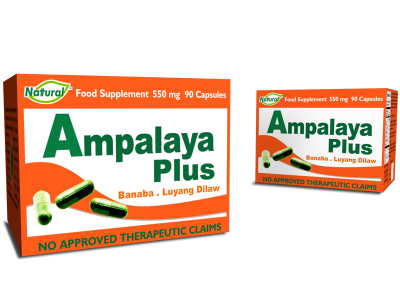 Natural
Food Supplement 550 mg 90 Capsules
Ampalaya
Plus
Banaba . Luyang Dilaw
NO APPROVED THERAPEUTIC CLAIMS
Natural
Food Supplement 550 mg 90 Capsules
Ampalaya
Plus
Banaba . Luyang Dilaw
NO APPROVED THERAPEUTIC CLAIMS